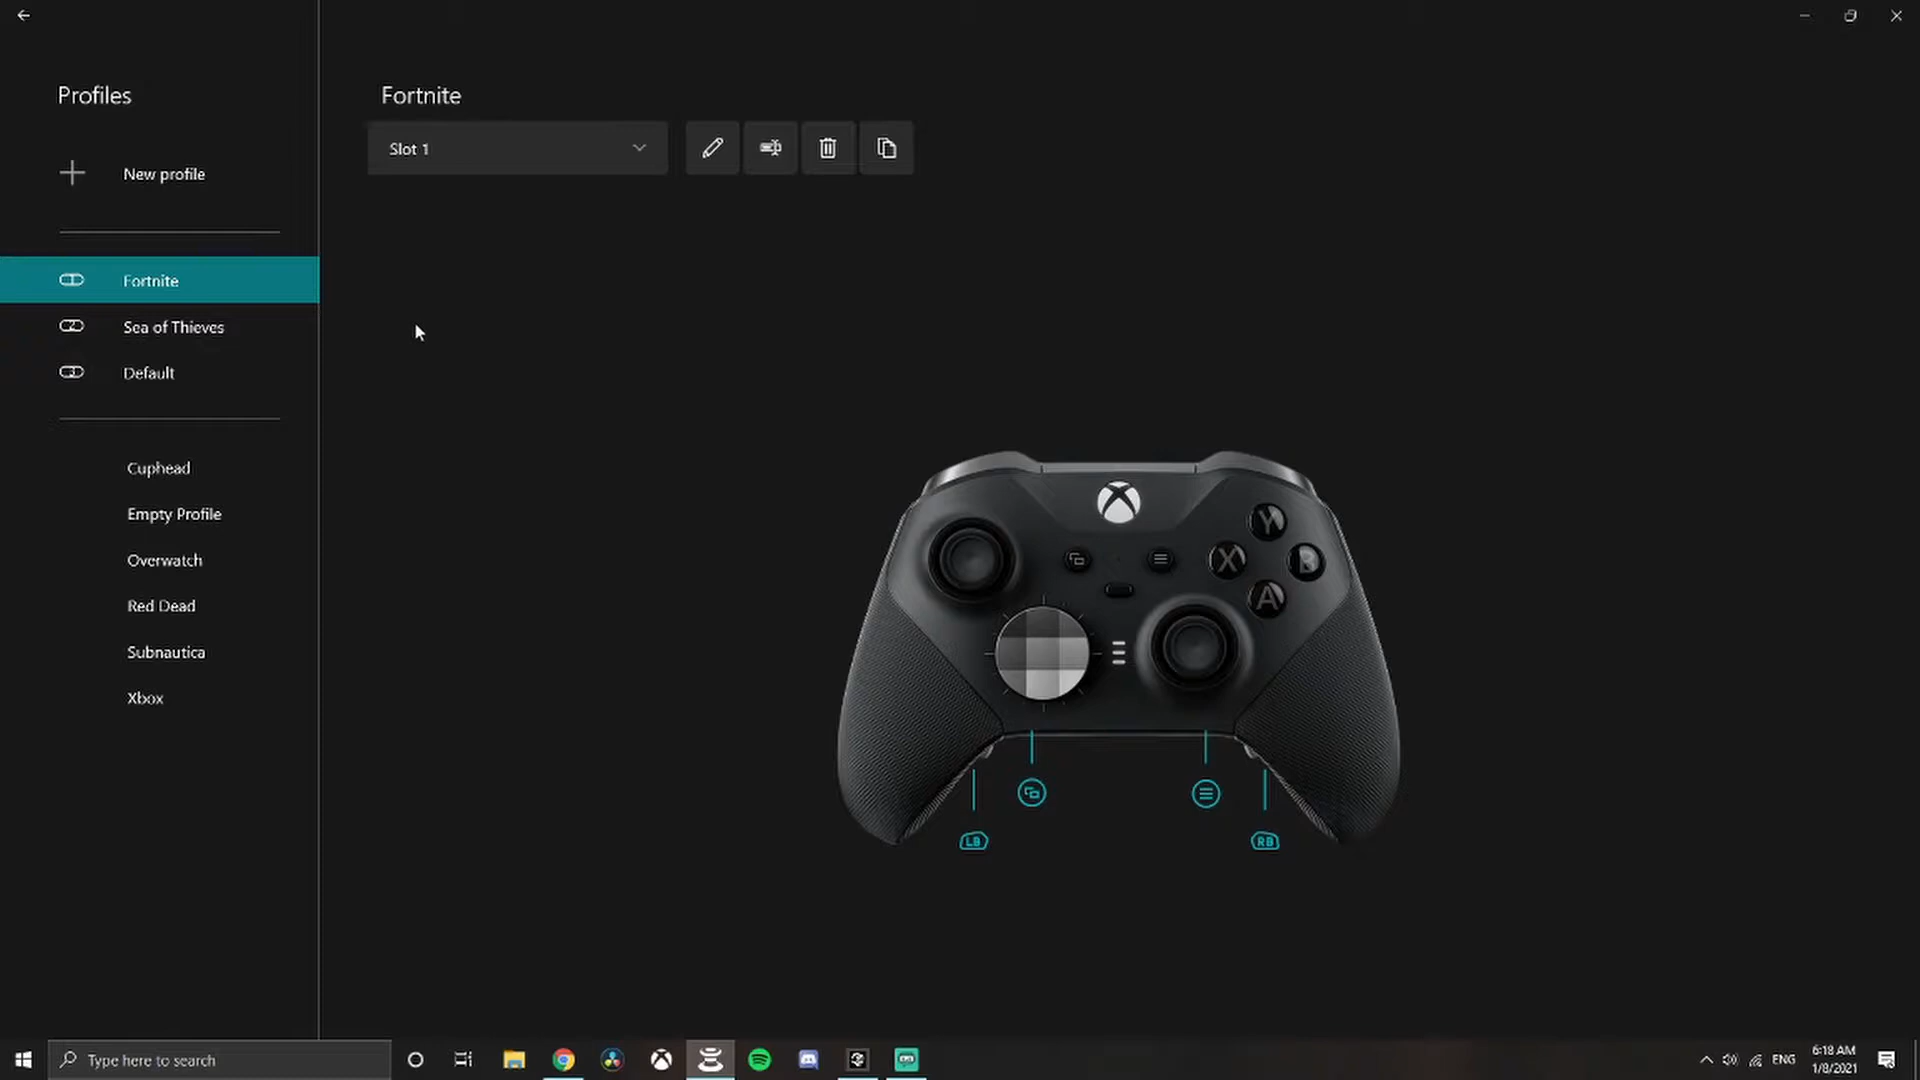 Profiles
New profile
Fortnite
Sea of Thieves
Default
Cuphead
Empty Profile
Overwatch
Red Dead
Subnautica
Xbox
Fortnite
Slot 1
Y
X
B
A
LB
RB
Type here to search
ENG
6:18 AM
1/8/2021